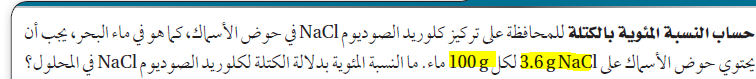 حساب النسبة المئوية بالكتلة للمحافظة على تركيز كلوريد الصوديوم NaCl في حوض الأسماك، كما هو في ماء البحر، يجب أن
يحتوي حوض الأسماك على 3.6 g NaCl لكل 100 g ماء. ما النسبة المئوية بدلالة الكتلة لكلوريد الصوديوم NaCl في المحلول؟